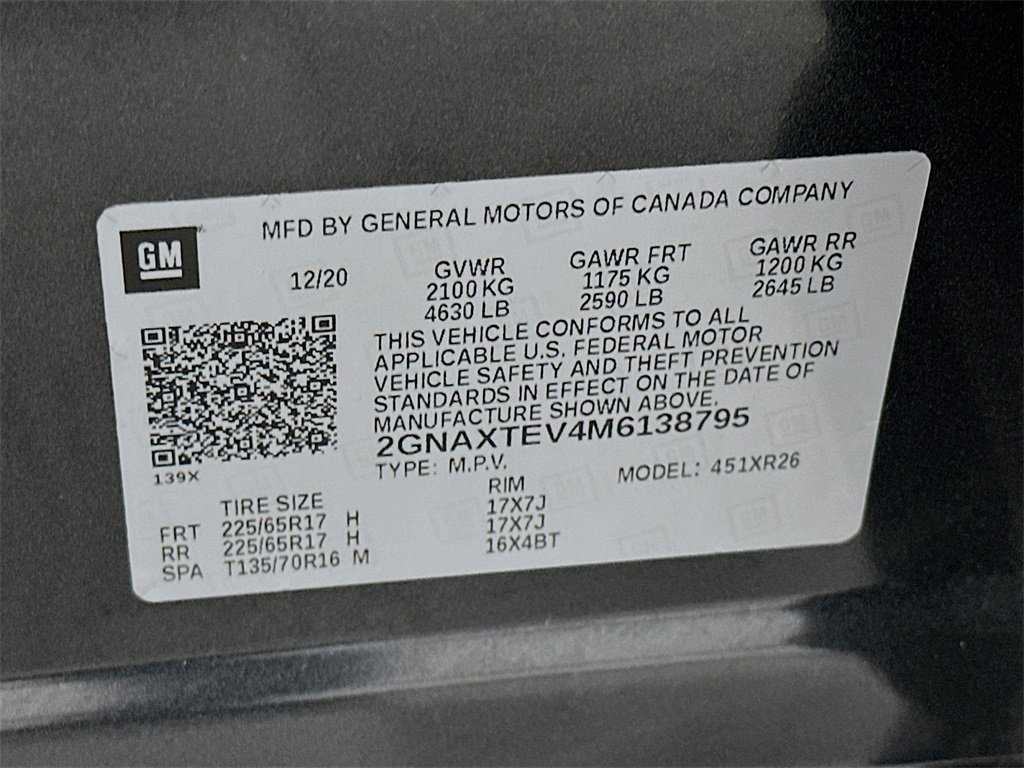 MFD BY GENERAL MOTORS OF CANADA COMPANY
GM
12/20
GVWR
2100 KG
4630 LB
GAWR FRT
1175 KG
2590 LB
GAWR RR
1200 KG
2645 LB
THIS VEHICLE CONFORMS TO ALL
APPLICABLE U.S. FEDERAL MOTOR
VEHICLE SAFETY AND THEFT PREVENTION
STANDARDS IN EFFECT ON THE DATE OF
MANUFACTURE SHOWN ABOVE.
2GNAXTEV4M6138795
139X
TYPE: M.P.V. MODEL: 451XR26
TIRE SIZE RIM
FRT 225/65R17 H 17X7J
RR 225/65R17 H 17X7J
SPA T135/70R16 M 16X4BT